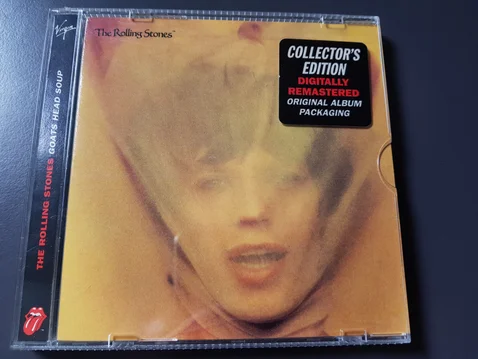 Virgin
THE ROLLING STONES GOATS HEAD SOUP
"The Rolling Stones"
COLLECTOR'S
EDITION
DIGITALLY
REMASTERED
ORIGINAL ALBUM
PACKAGING